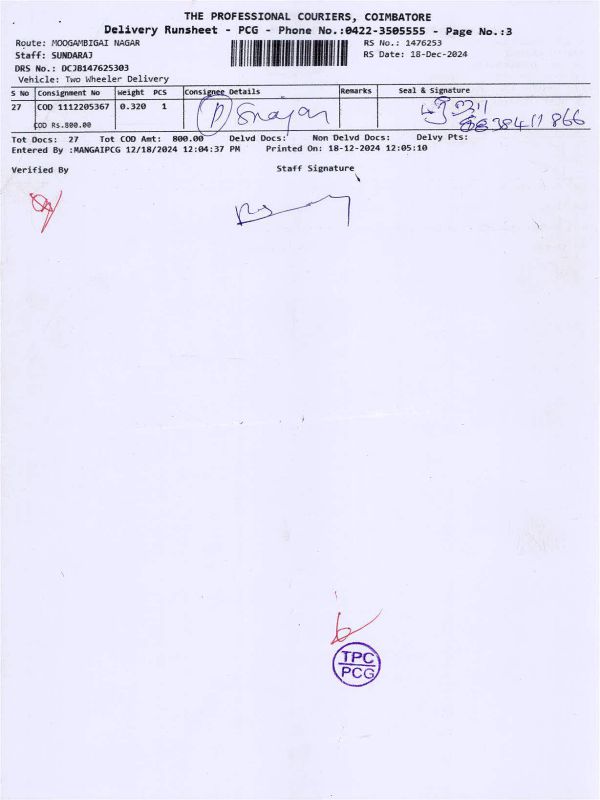 THE PROFESSIONAL COURIERS, COIMBATORE
Delivery Runsheet - PCG - Phone No.:0422-3505555 - Page No.:3
Route: MOOGAMBIGAI NAGAR RS No.: 1476253
Staff: SUNDARAJ RS Date: 18-Dec-2024
DRS No.: DCJB147625303
Vehicle: Two Wheeler Delivery
S No Consignment No Weight PCS Consignee Details Remarks Seal & Signature
27 COD 1112205367 0.320 1
COD Rs.800.00
Tot Docs: 27 Tot COD Amt: 800.00 Delvd Docs: Non Delvd Docs: Delvy Pts:
Entered By :MANGAIPCG 12/18/2024 12:04:37 PM Printed On: 18-12-2024 12:05:10
Verified By Staff Signature
TPC
PCG